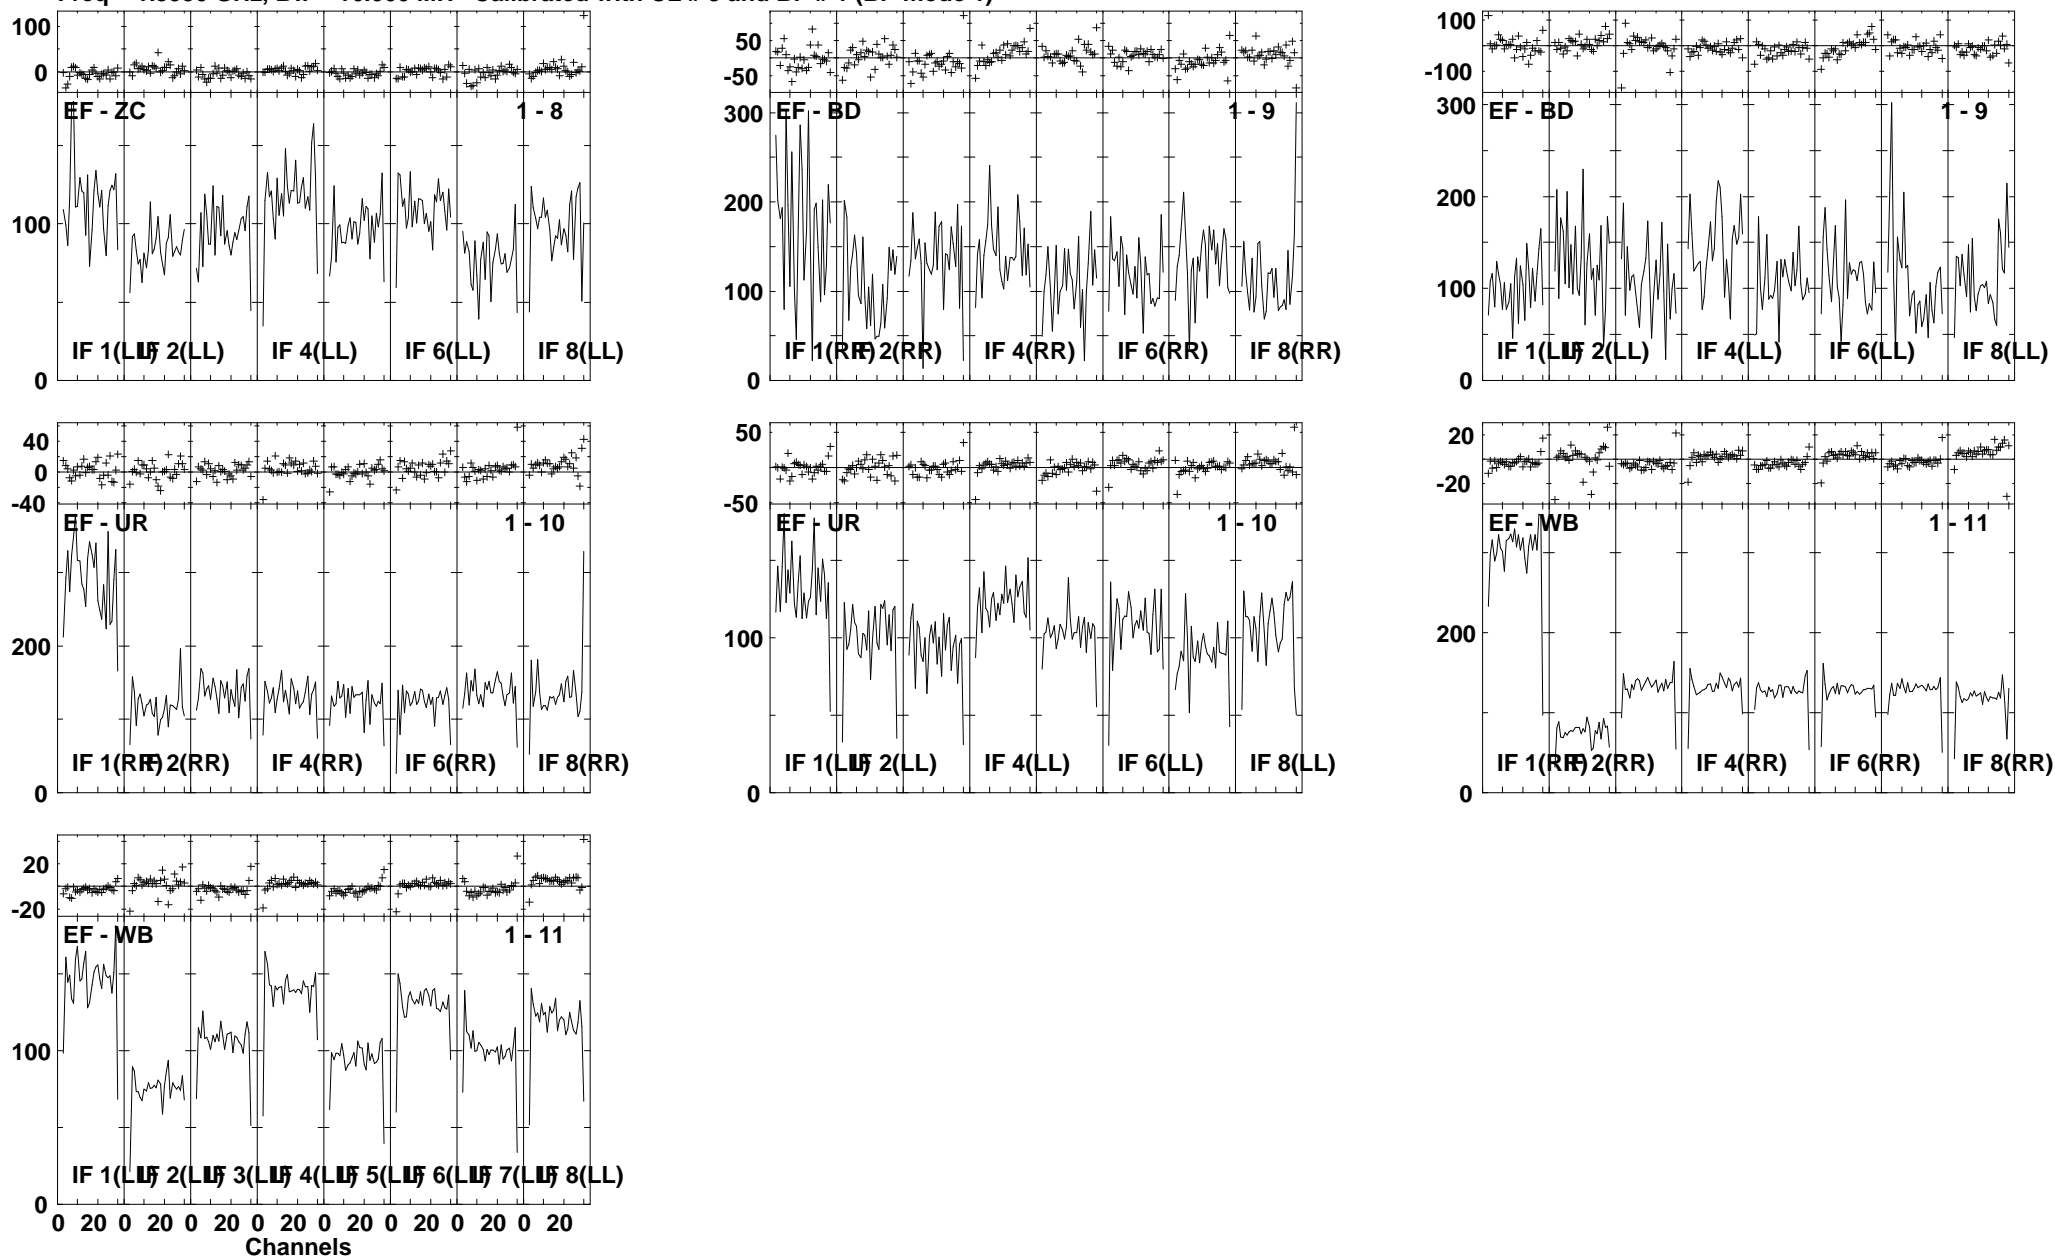 100
0
EF - ZC 1 - 8
100
0
IF 1(LL) IF 2(LL) IF 4(LL) IF 6(LL) IF 8(LL)
50
-50
EF - BD 1 - 9
300
200
100
0
IF 1(RR) IF 2(RR) IF 4(RR) IF 6(RR) IF 8(RR)
100
-100
EF - BD 1 - 9
300
200
100
0
IF 1(LL) IF 2(LL) IF 4(LL) IF 6(LL) IF 8(LL)
40
0
-40
EF - UR 1 - 10
200
0
IF 1(RR) IF 2(RR) IF 4(RR) IF 6(RR) IF 8(RR)
50
-50
EF - UR 1 - 10
100
0
IF 1(LL) IF 2(LL) IF 4(LL) IF 6(LL) IF 8(LL)
20
-20
EF - WB 1 - 11
200
0
IF 1(RR) IF 2(RR) IF 4(RR) IF 6(RR) IF 8(RR)
20
-20
EF - WB 1 - 11
100
0
IF 1(LL) IF 2(LL) IF 3(LL) IF 4(LL) IF 5(LL) IF 6(LL) IF 7(LL) IF 8(LL)
0 20 0 20 0 20 0 20 0 20 0 20 0 20 0 20
Channels